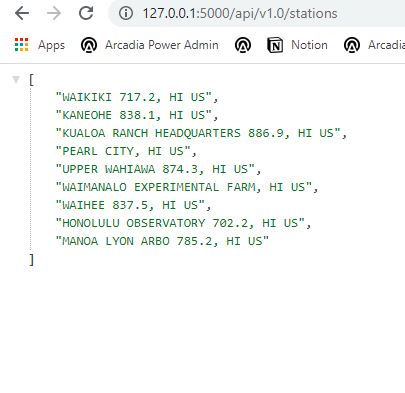 127.0.0.1:5000/api/v1.0/stations
Apps Arcadia Power Admin Notion Arcadia
[
"WAIKIKI 717.2, HI US",
"KANEOHE 838.1, HI US",
"KUALOA RANCH HEADQUARTERS 886.9, HI US",
"PEARL CITY, HI US",
"UPPER WAHIAWA 874.3, HI US",
"WAIMANALO EXPERIMENTAL FARM, HI US",
"WAIHEE 837.5, HI US",
"HONOLULU OBSERVATORY 702.2, HI US",
"MANOA LYON ARBO 785.2, HI US"
]